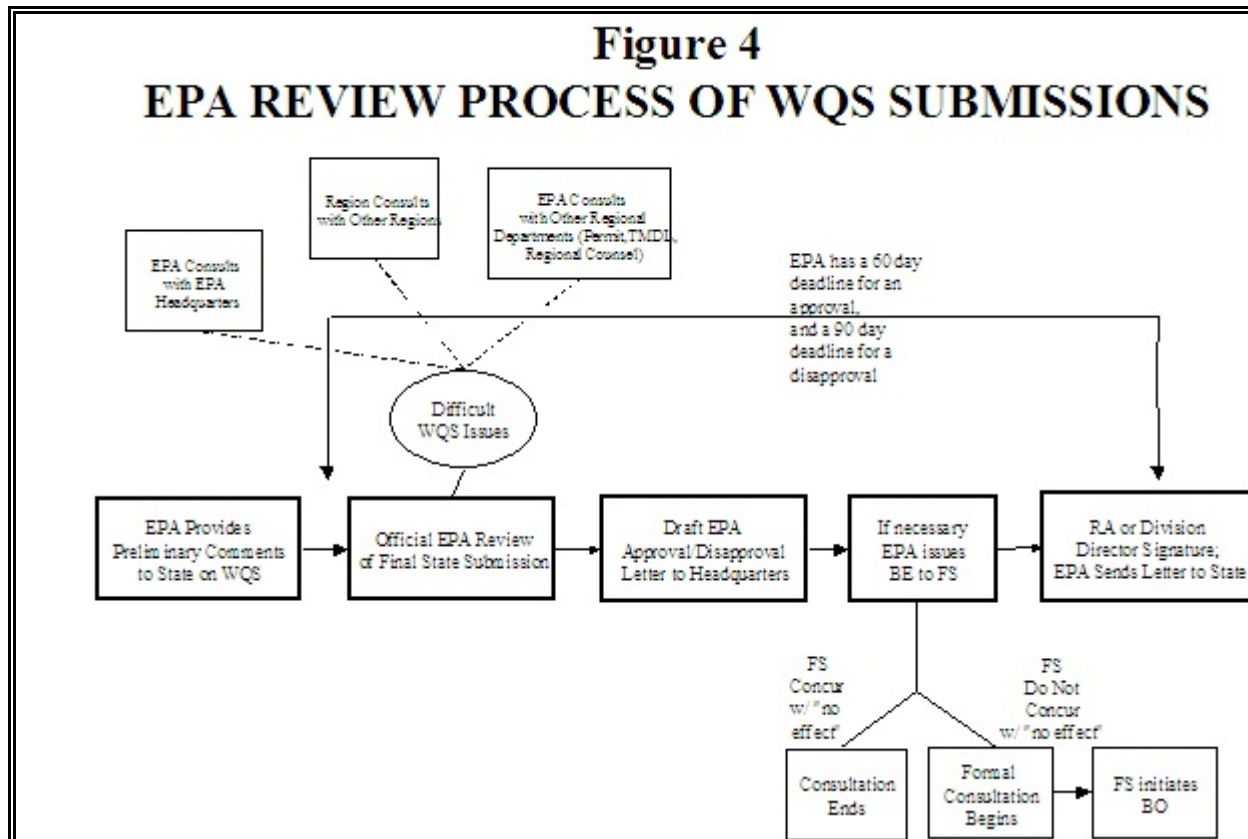 Figure 4
EPA REVIEW PROCESS OF WQS SUBMISSIONS
Region Consults
with Other Regions
EPA Consults
with Other Regional
Departments (Permit,TMDL,
Regional Counsel)
EPA Consults
with EPA
Headquarters
EPA has a 60 day
deadline for an
approval,
and a 90 day
deadline for a
disapproval
Difficult
WQS Issues
EPA Provides
Preliminary Comments
to State on WQS
Official EPA Review
of Final State Submission
Draft EPA
Approval/Disapproval
Letter to Headquarters
If necessary
EPA issues
BE to FS
RA or Division
Director Signature;
EPA Sends Letter to State
FS
Concur
w/ "no
effect"
FS
Do Not
Concur
w/ "no effect"
Consultation
Ends
Formal
Consultation
Begins
FS initiates
BO